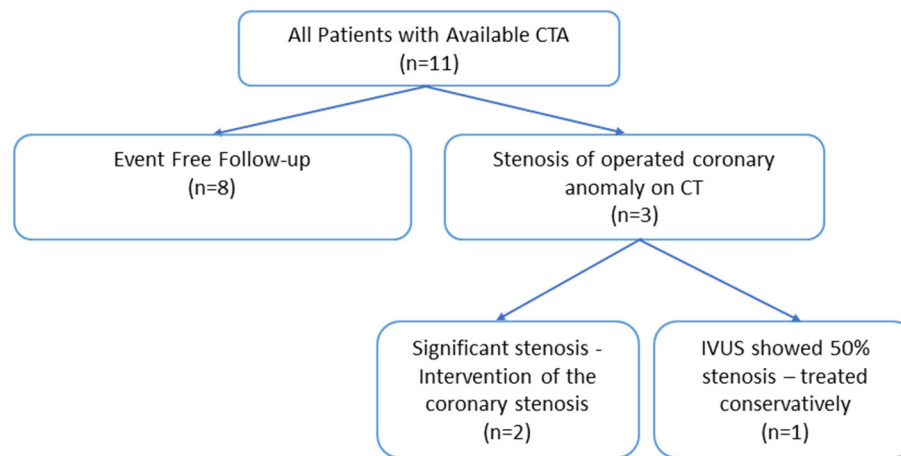 All Patients with Available CTA
(n=11)
Event Free Follow-up
(n=8)
Stenosis of operated coronary
anomaly on CT
(n=3)
Significant stenosis -
Intervention of the
coronary stenosis
(n=2)
IVUS showed 50%
stenosis – treated
conservatively
(n=1)